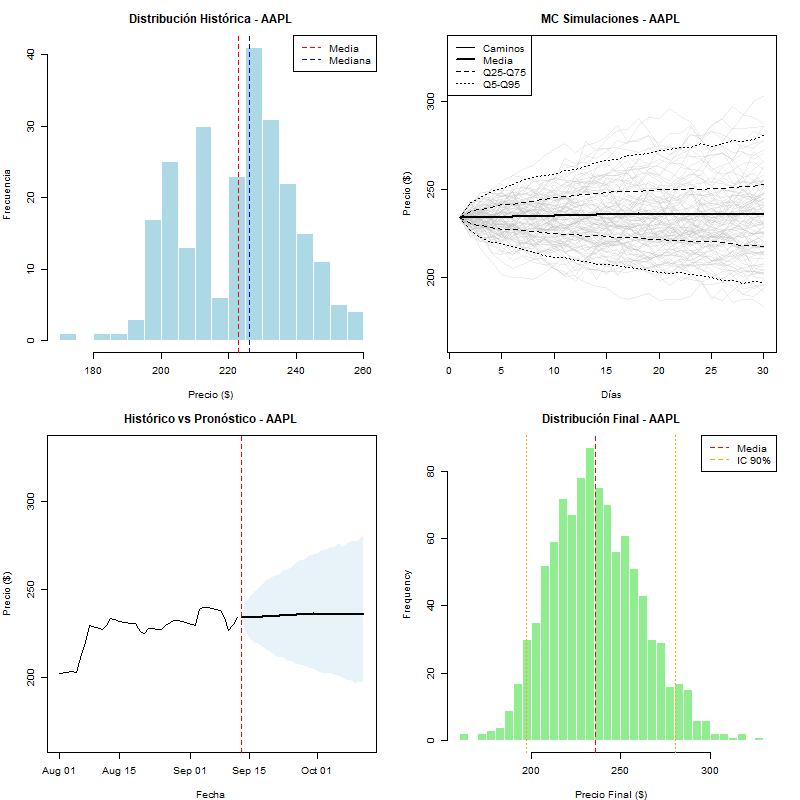 Distribución Histórica - AAPL
Media
Mediana
Frecuencia
40
30
20
10
0
180
200
220
240
260
Precio ($)
MC Simulaciones - AAPL
Caminos
Media
Q25-Q75
Q5-Q95
Precio ($)
300
250
200
0
5
10
15
20
25
30
Días
Histórico vs Pronóstico - AAPL
Precio ($)
300
250
200
Aug 01
Aug 15
Sep 01
Sep 15
Oct 01
Fecha
Distribución Final - AAPL
Media
IC 90%
Frequency
80
60
40
20
0
200
250
300
Precio Final ($)